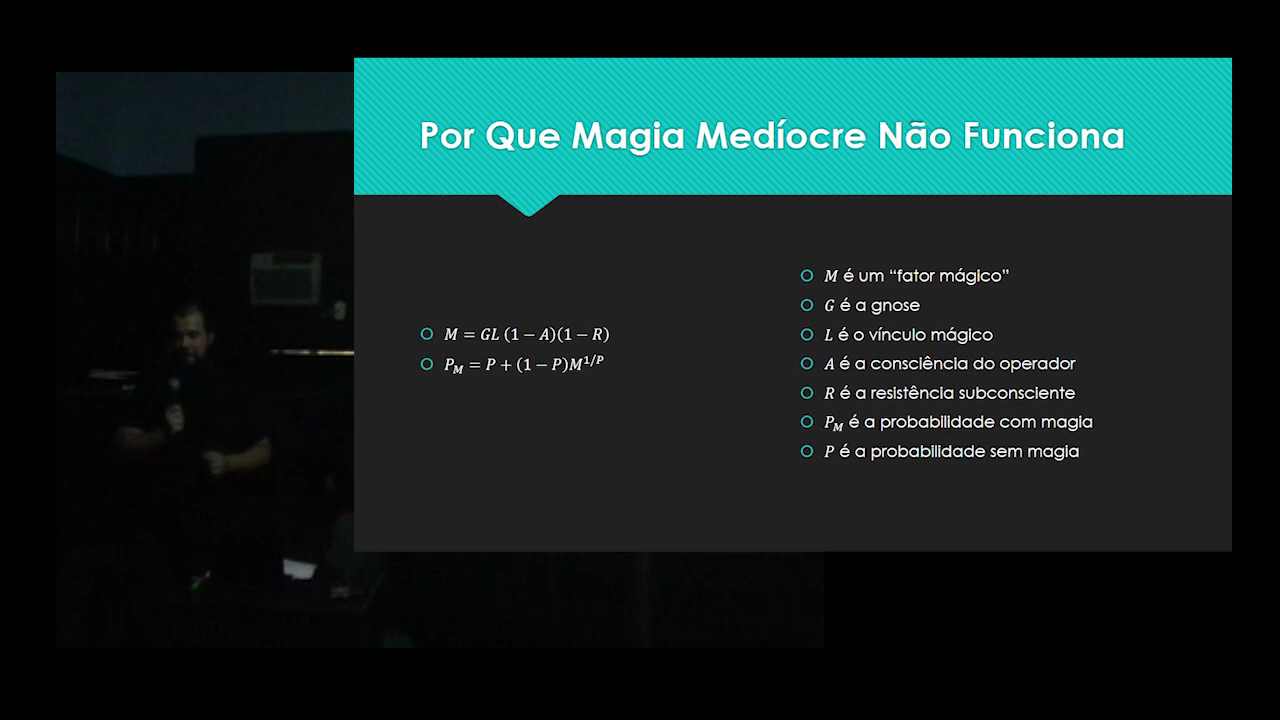 Por Que Magia Medíocre Não Funciona
M = GL (1 − A)(1 − R)
P_M = P + (1 − P)M^{1/P}
M é um “fator mágico”
G é a gnose
L é o vínculo mágico
A é a consciência do operador
R é a resistência subconsciente
P_M é a probabilidade com magia
P é a probabilidade sem magia